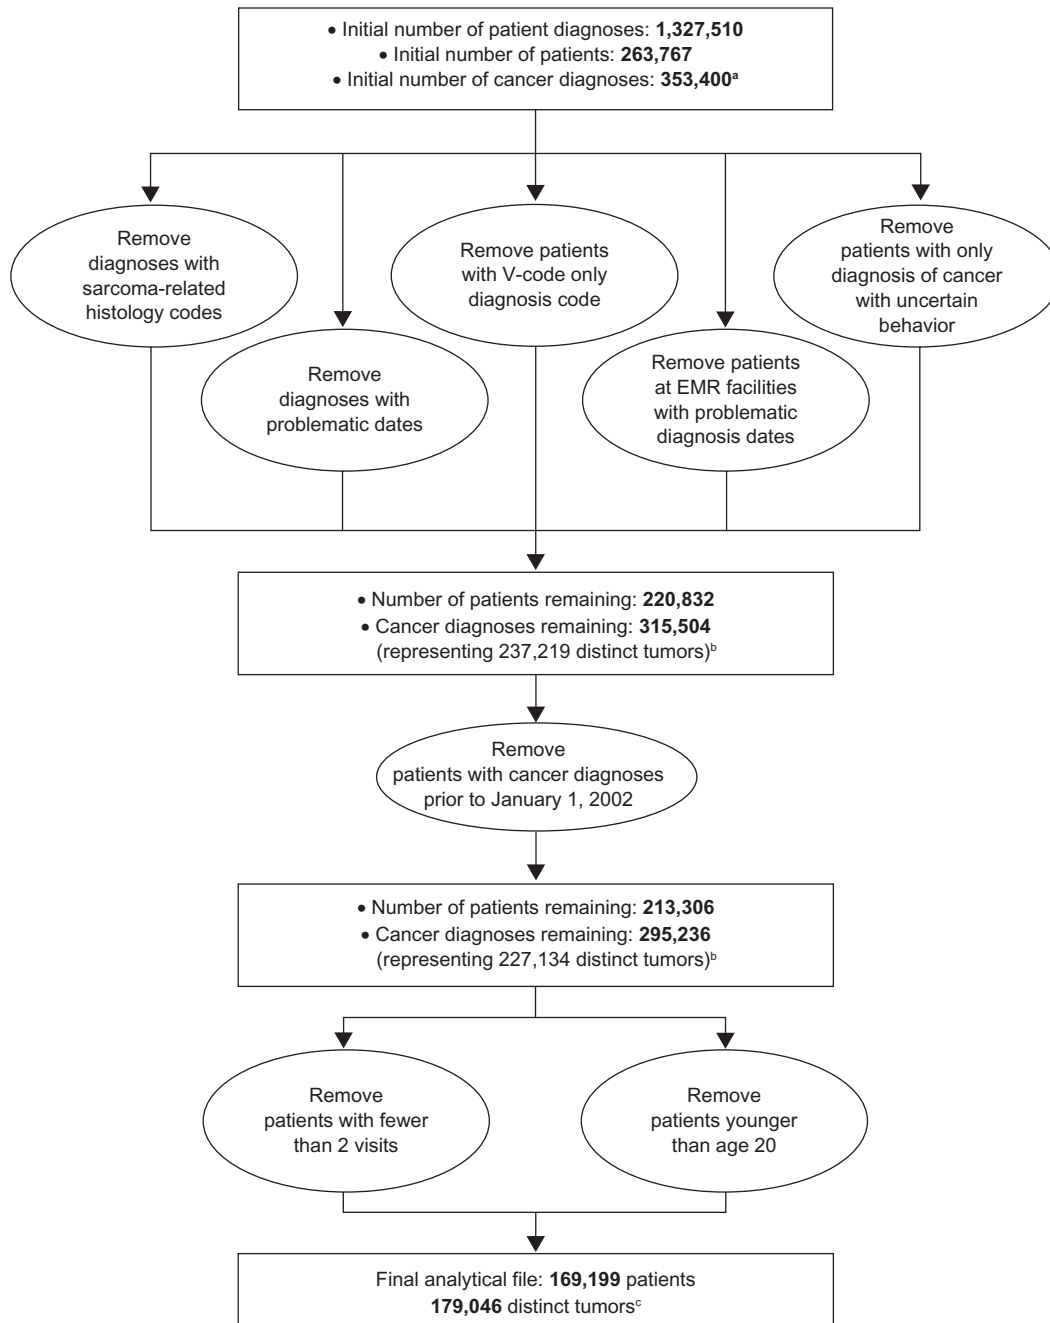 • Initial number of patient diagnoses: 1,327,510
• Initial number of patients: 263,767
• Initial number of cancer diagnoses: 353,400ᵃ
Remove
diagnoses with
sarcoma-related
histology codes
Remove
diagnoses with
problematic dates
Remove patients
with V-code only
diagnosis code
Remove patients
at EMR facilities
with problematic
diagnosis dates
Remove
patients with only
diagnosis of cancer
with uncertain
behavior
• Number of patients remaining: 220,832
• Cancer diagnoses remaining: 315,504
(representing 237,219 distinct tumors)ᵇ
Remove
patients with cancer diagnoses
prior to January 1, 2002
• Number of patients remaining: 213,306
• Cancer diagnoses remaining: 295,236
(representing 227,134 distinct tumors)ᵇ
Remove
patients with fewer
than 2 visits
Remove
patients younger
than age 20
Final analytical file: 169,199 patients
179,046 distinct tumorsᶜ